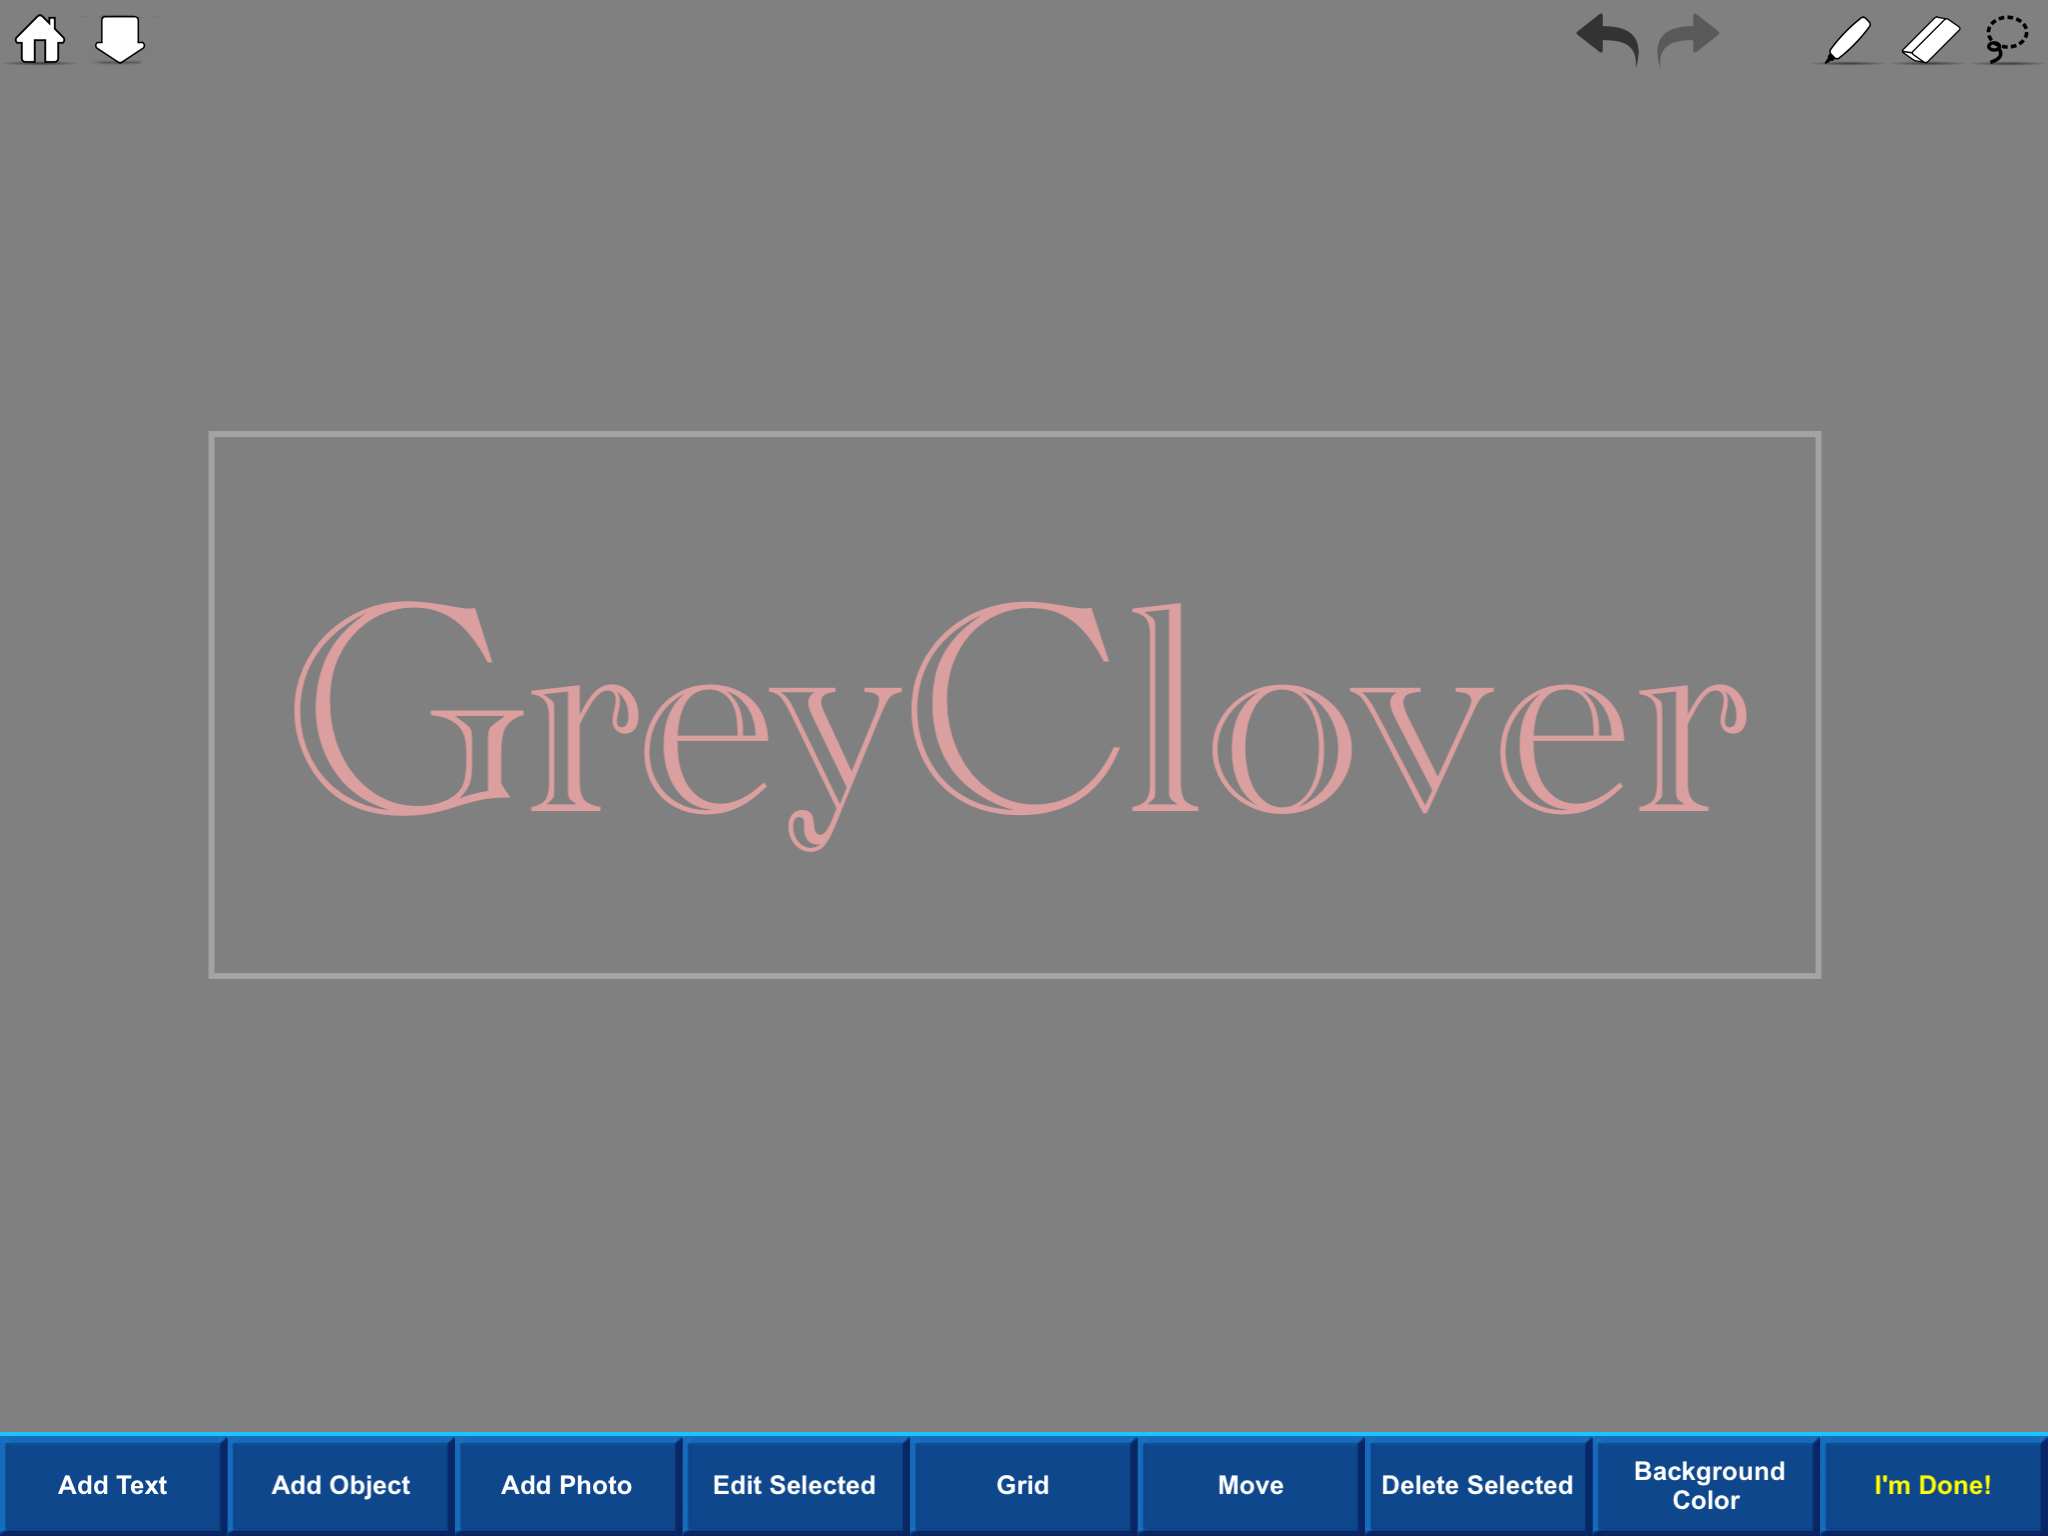 GreyClover
Add Text
Add Object
Add Photo
Edit Selected
Grid
Move
Delete Selected
Background
Color
I'm Done!